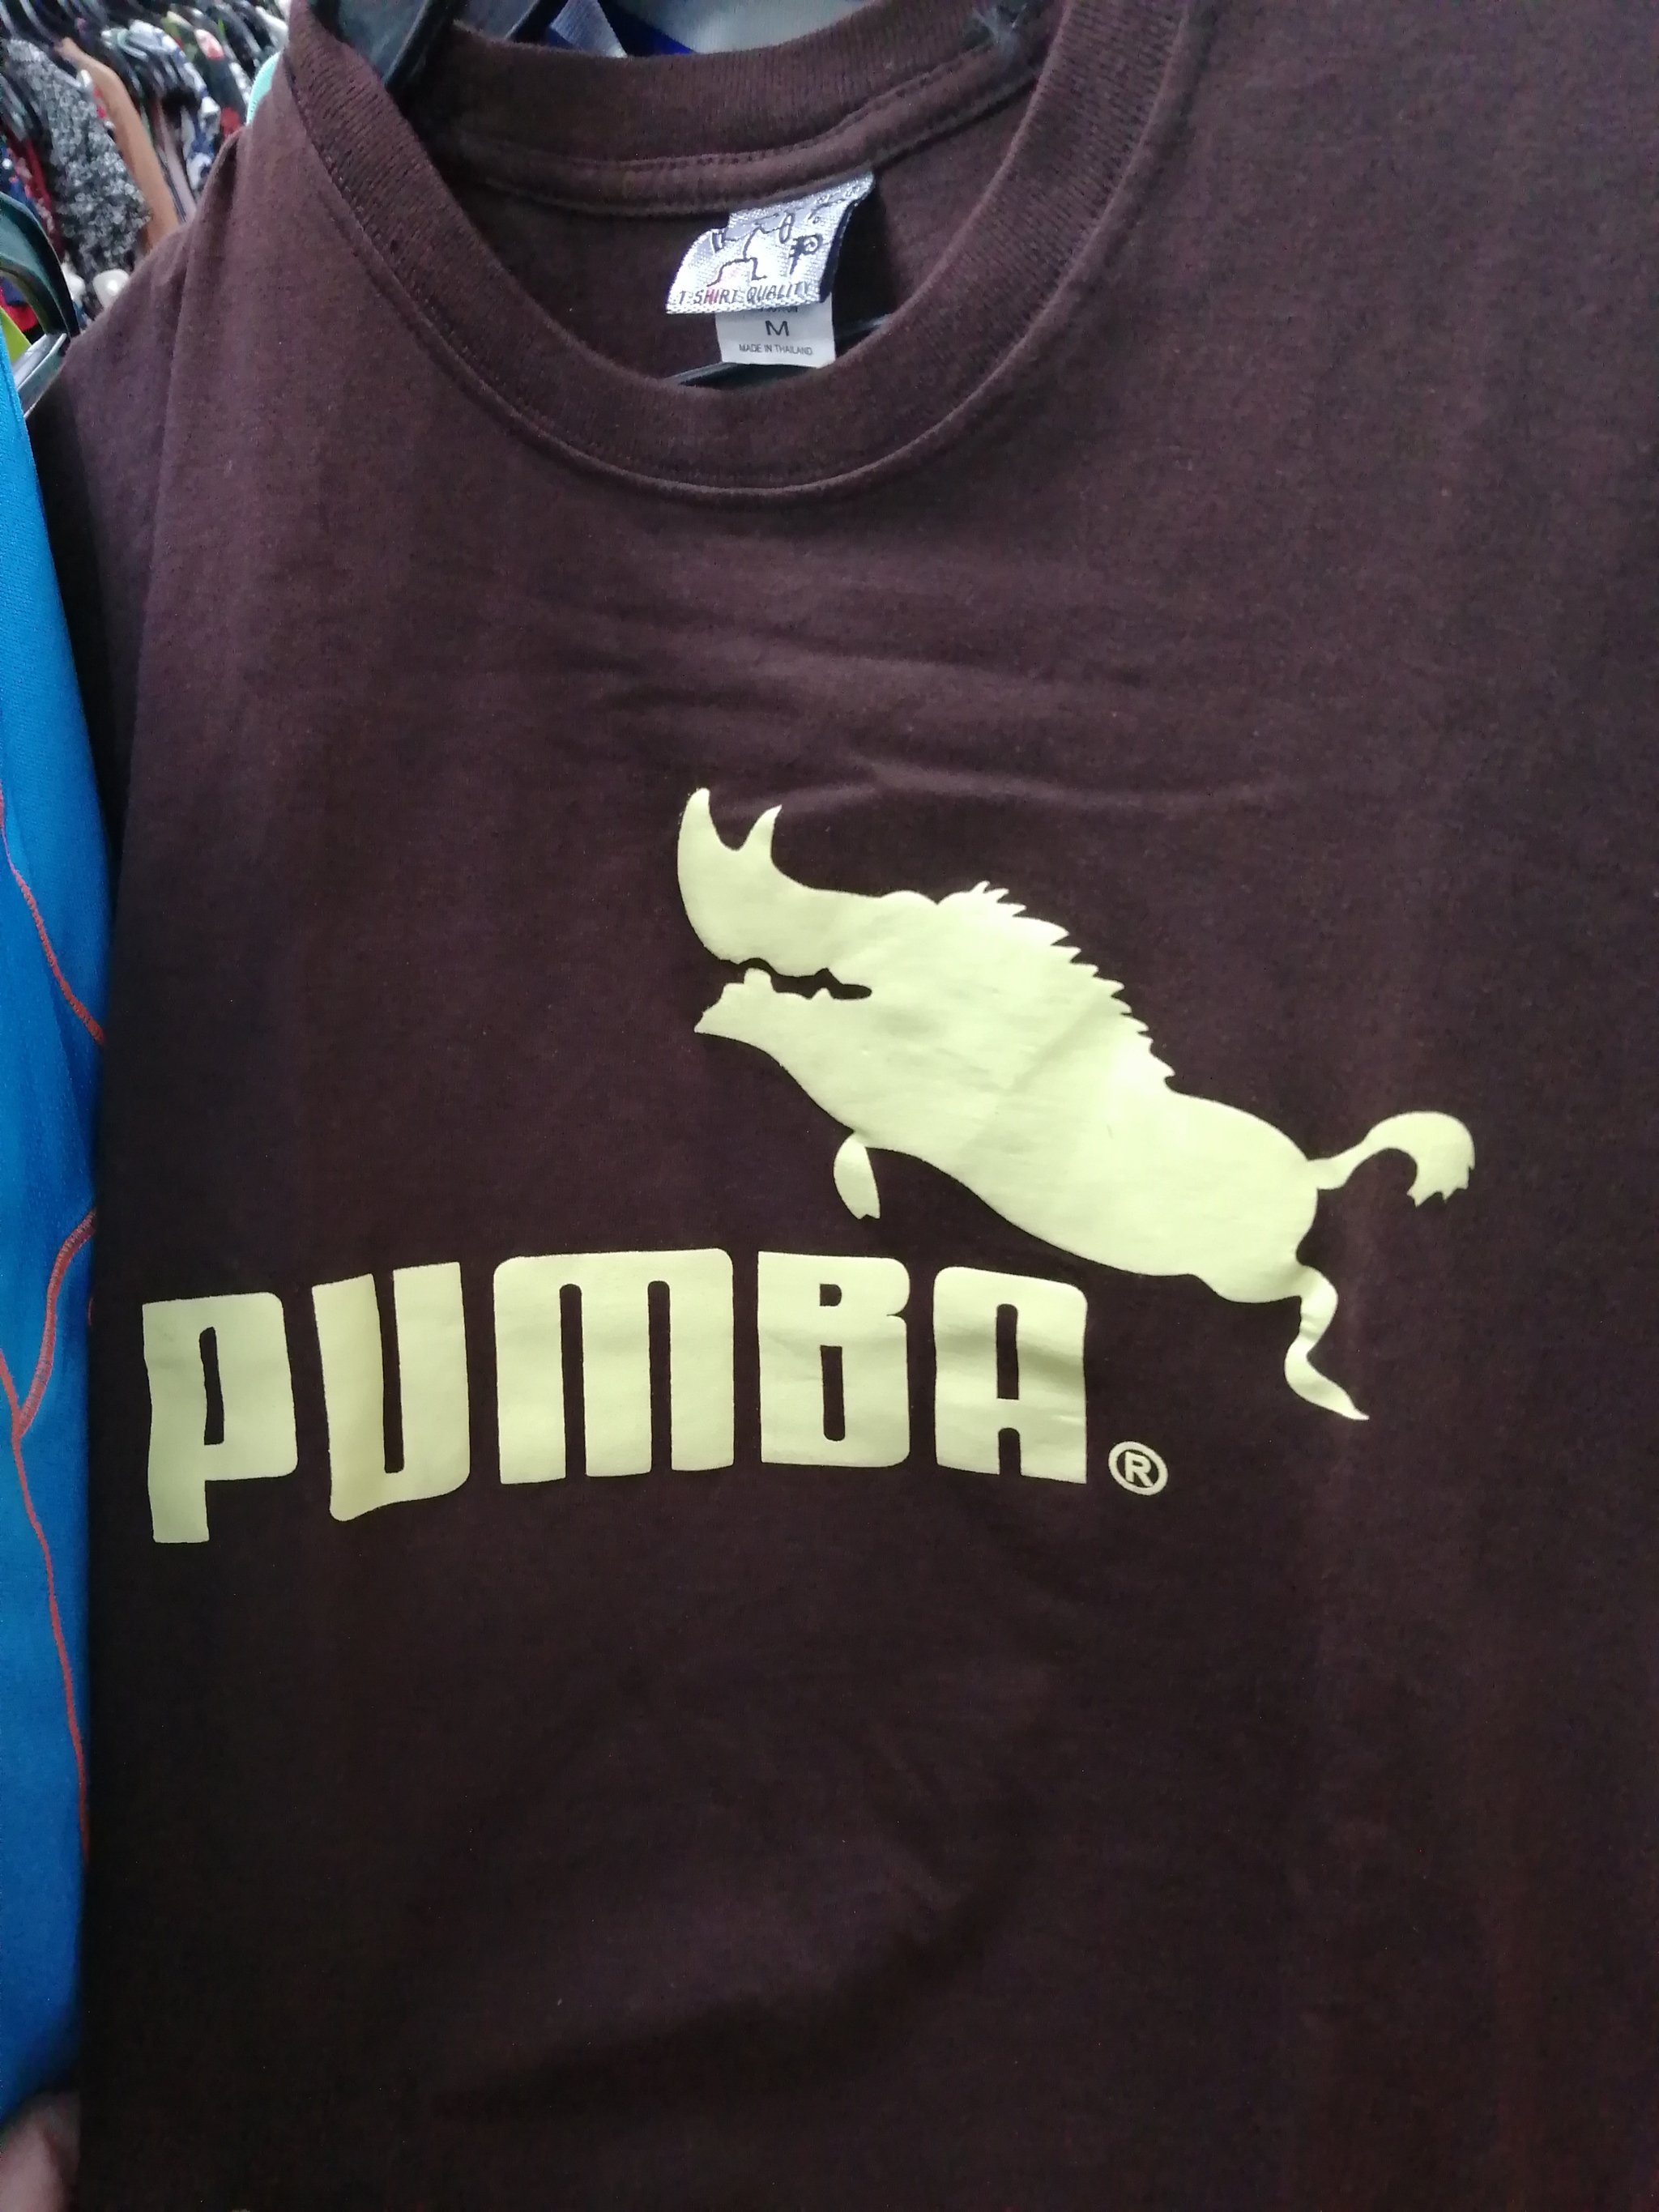 T-SHIRT QUALITY
M
MADE IN THAILAND
PUMBA®